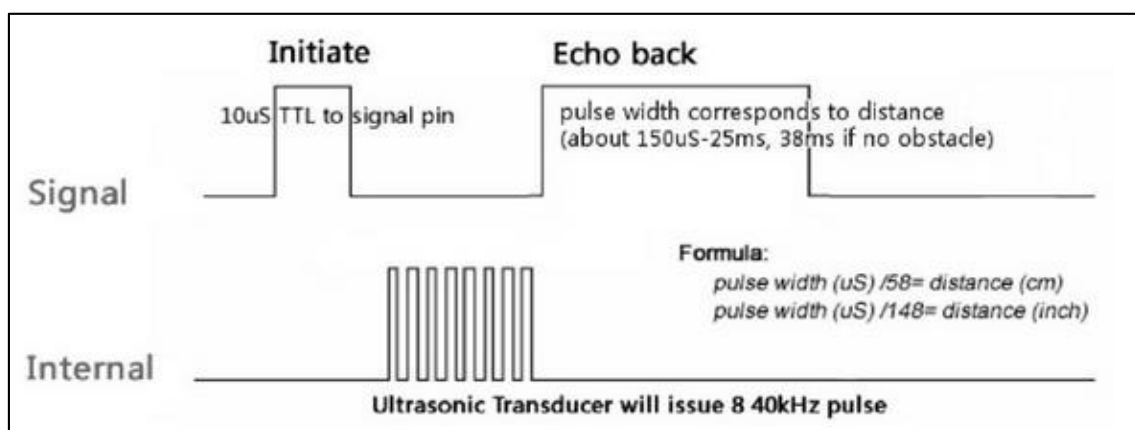 Initiate
Echo back
10uS TTL to signal pin
pulse width corresponds to distance
(about 150uS-25ms, 38ms if no obstacle)
Signal
Formula:
pulse width (uS) /58= distance (cm)
pulse width (uS) /148= distance (inch)
Internal
Ultrasonic Transducer will issue 8 40kHz pulse